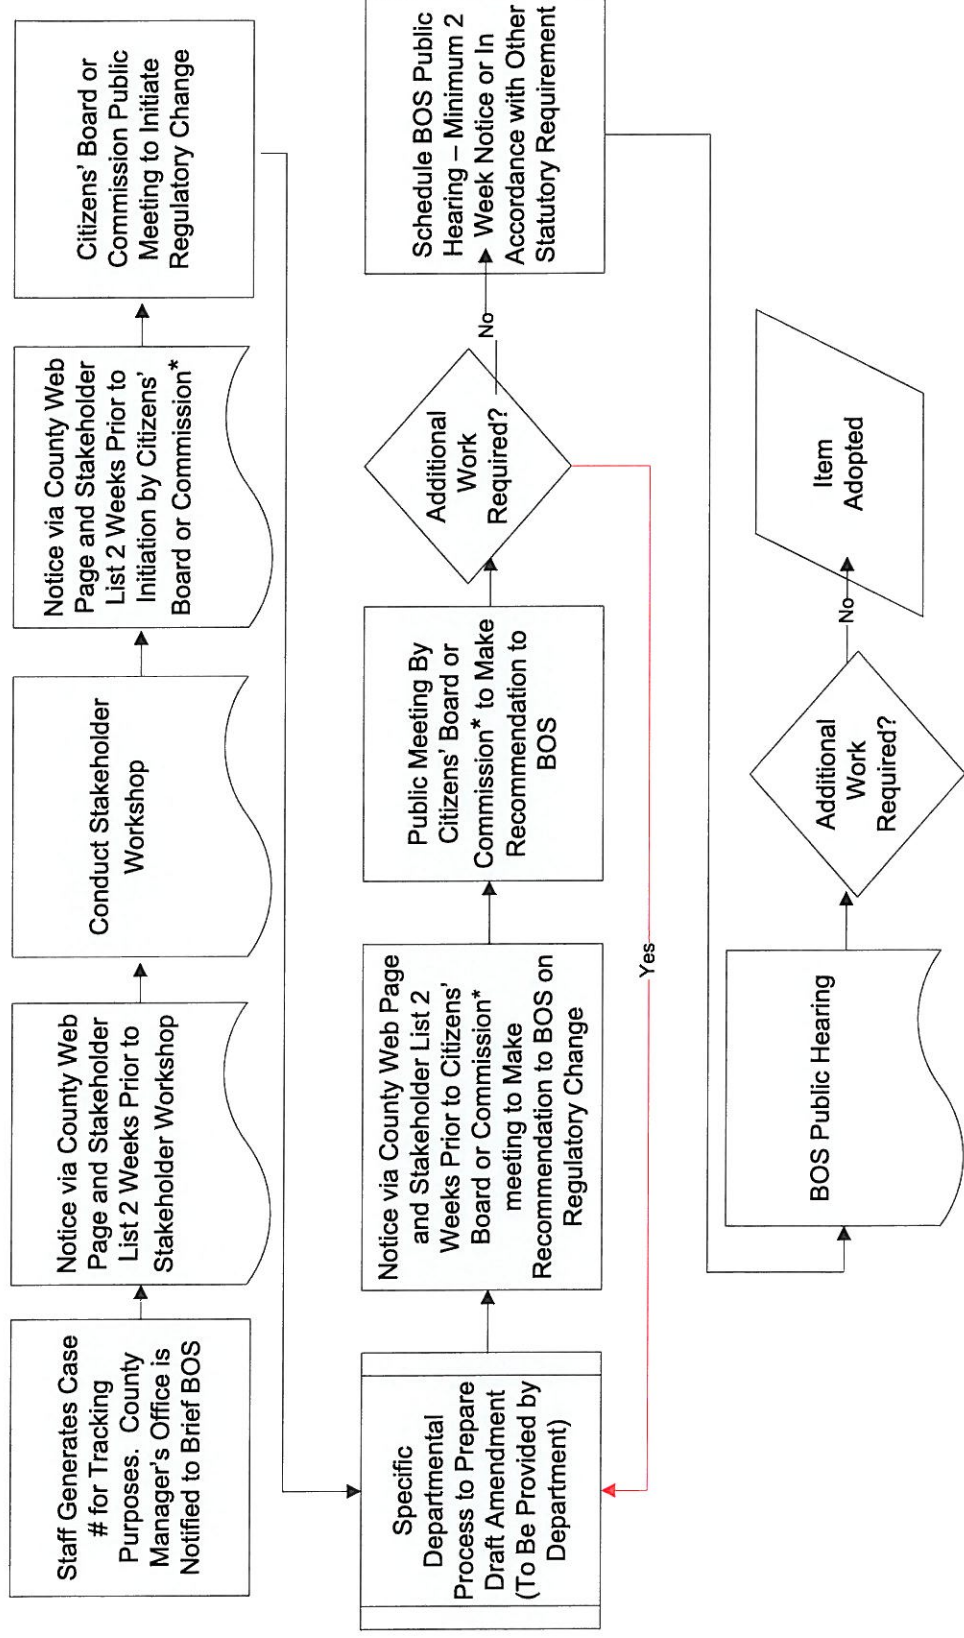 Staff Generates Case
# for Tracking
Purposes. County
Manager's Office is
Notified to Brief BOS
Notice via County Web
Page and Stakeholder
List 2 Weeks Prior to
Stakeholder Workshop
Conduct Stakeholder
Workshop
Notice via County Web
Page and Stakeholder
List 2 Weeks Prior to
Initiation by Citizens'
Board or Commission*
Citizens' Board or
Commission Public
Meeting to Initiate
Regulatory Change
Specific
Departmental
Process to Prepare
Draft Amendment
(To Be Provided by
Department)
Notice via County Web Page
and Stakeholder List 2
Weeks Prior to Citizens'
Board or Commission*
meeting to Make
Recommendation to BOS on
Regulatory Change
Public Meeting By
Citizens' Board or
Commission* to Make
Recommendation to
BOS
Additional
Work
Required?
No
Schedule BOS Public
Hearing – Minimum 2
Week Notice or In
Accordance with Other
Statutory Requirement
Yes
BOS Public Hearing
Additional
Work
Required?
No
Item
Adopted